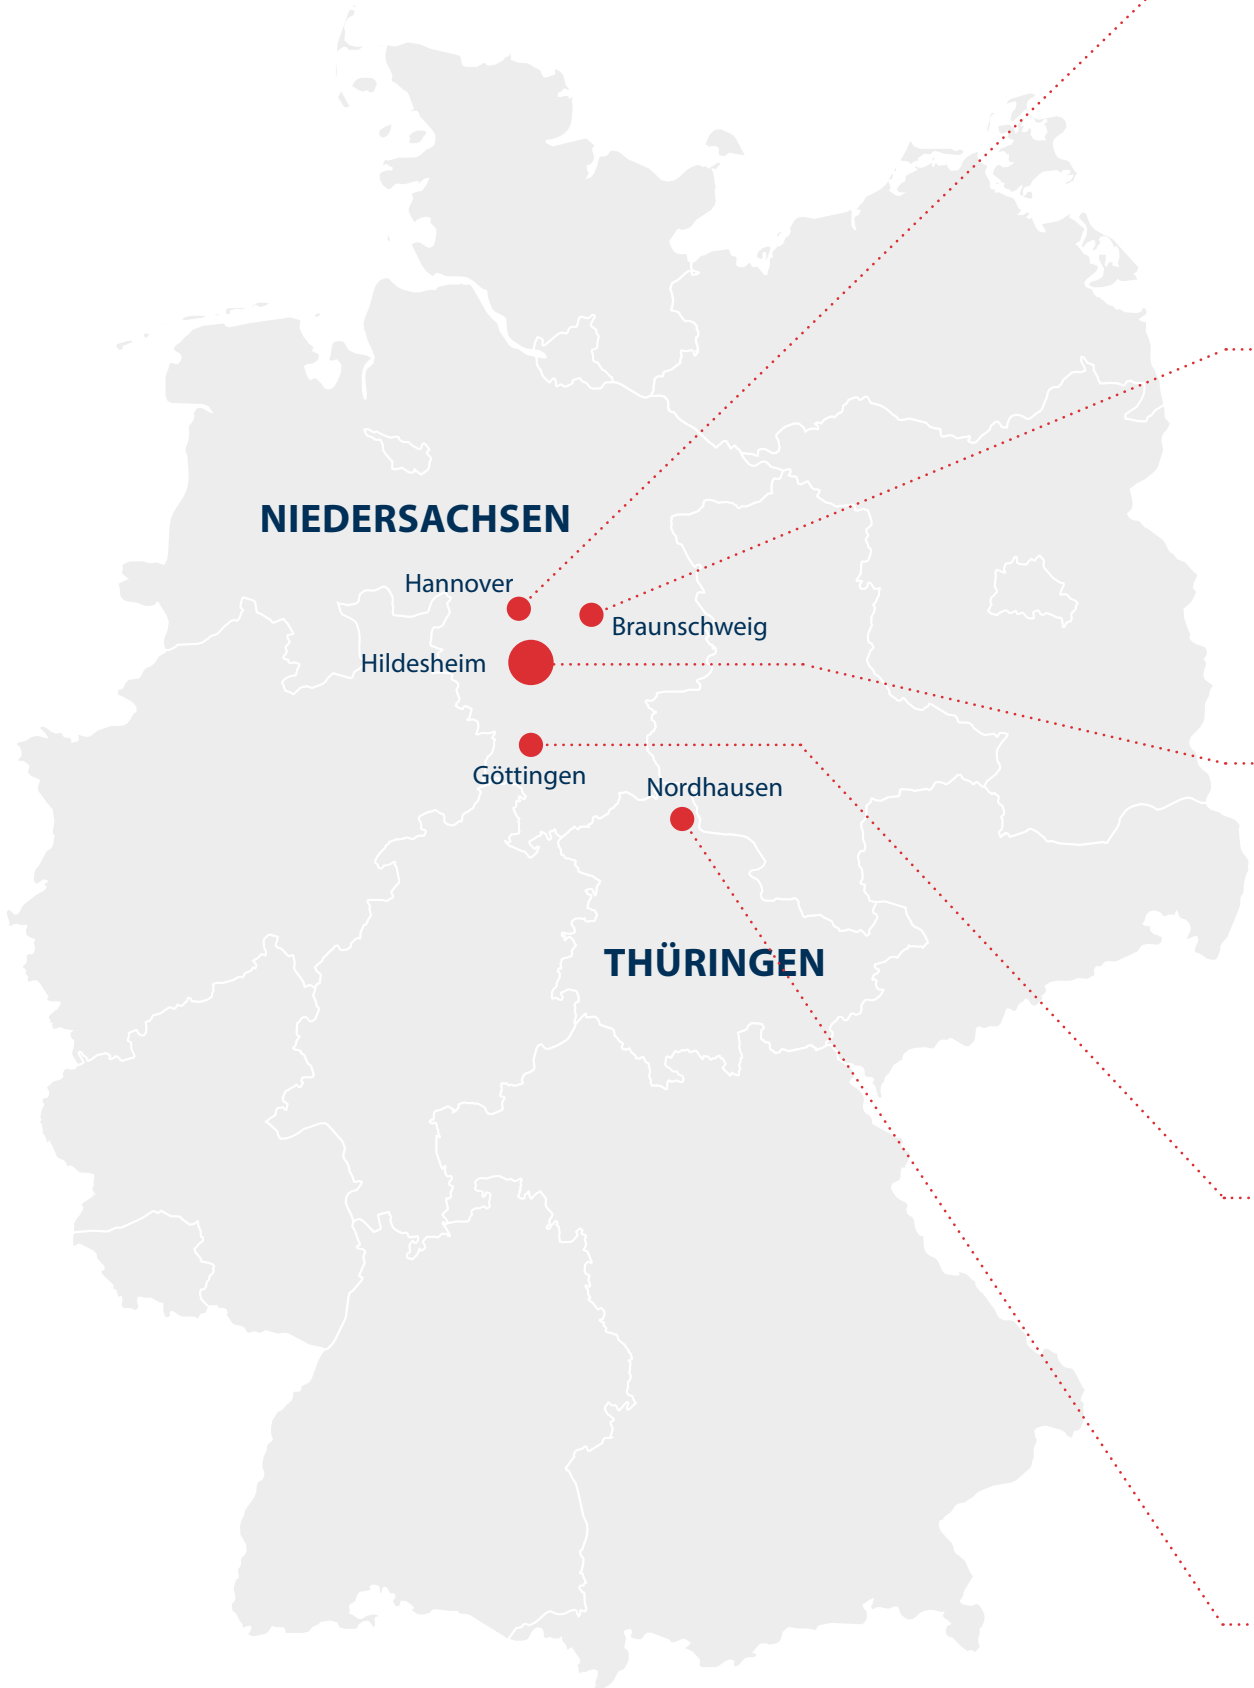 NIEDERSACHSEN
Hannover
Braunschweig
Hildesheim
Göttingen
Nordhausen
THÜRINGEN